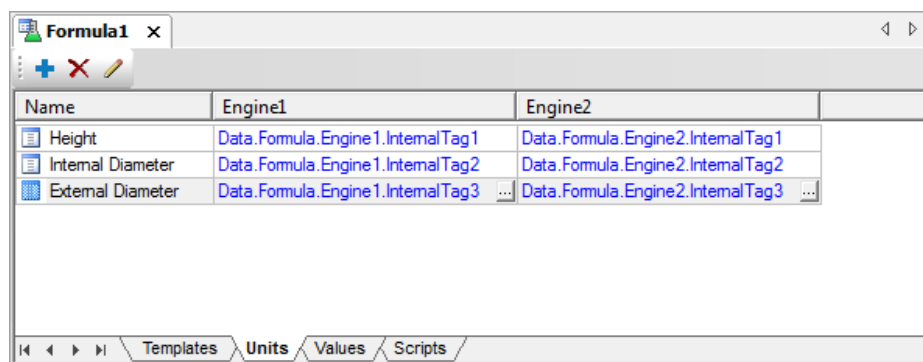 Formula1
Name Engine1 Engine2
Height Data.Formula.Engine1.InternalTag1 Data.Formula.Engine2.InternalTag1
Internal Diameter Data.Formula.Engine1.InternalTag2 Data.Formula.Engine2.InternalTag2
External Diameter Data.Formula.Engine1.InternalTag3 ... Data.Formula.Engine2.InternalTag3 ...
Templates Units Values Scripts